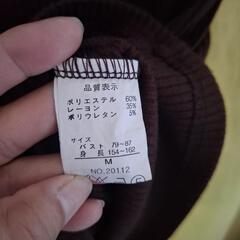 品質表示
ポリエステル 60%
レーヨン 35%
ポリウレタン 5%
サイズ
バスト 79~87
身長 154~162
M
NO.20112